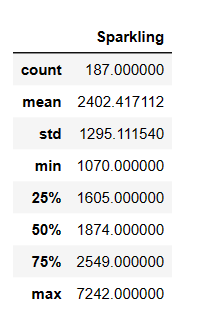 Sparkling
count 187.000000
mean 2402.417112
std 1295.111540
min 1070.000000
25% 1605.000000
50% 1874.000000
75% 2549.000000
max 7242.000000